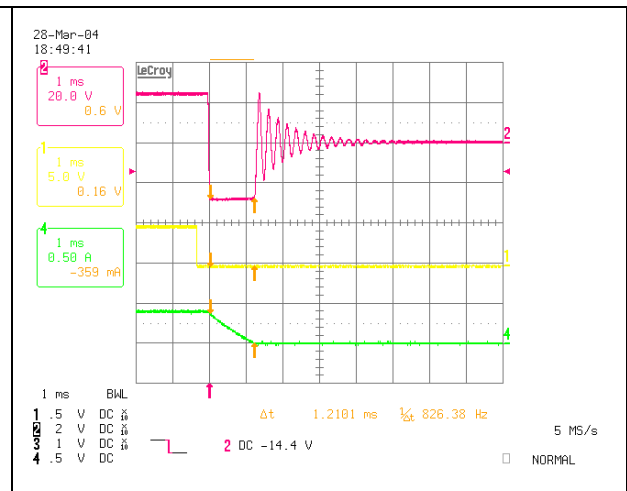 28-Mar-04
18:49:41
LeCroy
2
1 ms
20.0 V
0.6 V
2
1
1 ms
5.0 V
0.16 V
4
1 ms
0.50 A
-359 mA
1
4
1 ms BWL
1 .5 V DC X10
2 2 V DC X10
3 1 V DC X10
4 .5 V DC
Δt 1.2101 ms 1/Δt 826.38 Hz
2 DC -14.4 V
5 MS/s
NORMAL